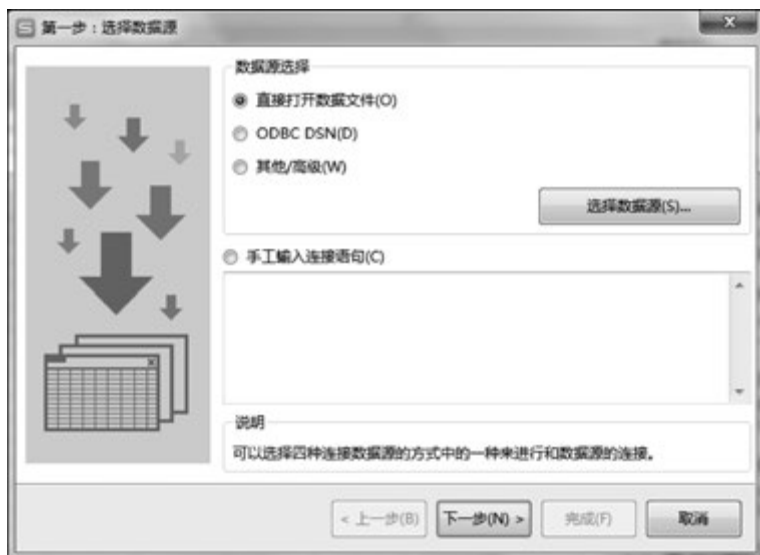 第一步：选择数据源
数据源选择
直接打开数据文件(O)
ODBC DSN(D)
其他/高级(W)
选择数据源(S)...
手工输入连接语句(C)
说明
可以选择四种连接数据源的方式中的一种来进行和数据源的连接。
< 上一步(B) 下一步(N) > 完成(F) 取消